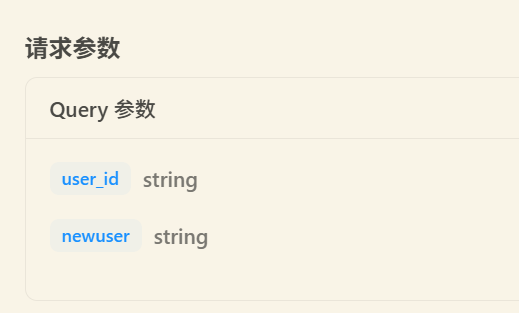 请求参数
Query 参数
user_id string
newuser string